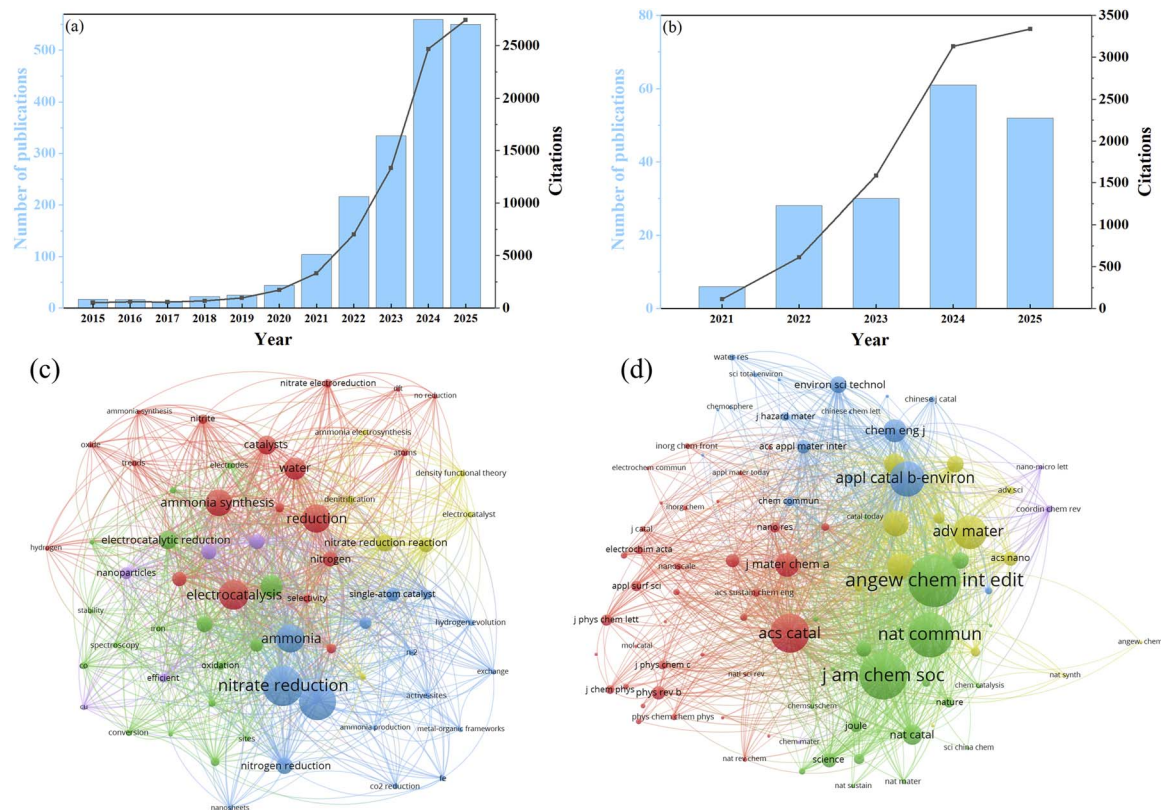 (a)
Number of publications
500
400
300
200
100
0
25000
20000
15000
10000
5000
0
Citations
2015 2016 2017 2018 2019 2020 2021 2022 2023 2024 2025
Year
(b)
Number of publications
80
60
40
20
0
3500
3000
2500
2000
1500
1000
500
0
Citations
2021 2022 2023 2024 2025
Year
(c)
nitrate electroreduction
no reduction
ammonia synthesis
nitrite
ammonia electrosynthesis
oxide
catalysts
atoms
trends
electrodes
water
density functional theory
denitrification
ammonia synthesis
reduction
electrocatalyst
hydrogen
electrocatalytic reduction
nitrate reduction reaction
nanoparticles
nitrogen
electrocatalysis
selectivity
single-atom catalyst
stability
iron
hydrogen evolution
spectroscopy
ammonia
co
oxidation
n-2
efficient
exchange
nitrate reduction
active-sites
cu
conversion
sites
ammonia production
metal-organic frameworks
nitrogen reduction
co2 reduction
fe
nanosheets
(d)
water res
sci total environ
environ sci technol
chemosphere
chinese j catal
j hazard mater
chinese chem lett
inorg chem front
acs appl mater inter
chem eng j
electrochem commun
appl mater today
nano-micro lett
appl catal b-environ
inorg chem
chem commun
adv sci
coordin chem rev
j catal
nano res
catal today
adv mater
electrochim acta
nanoscale
j mater chem a
acs nano
appl surf sci
angew chem int edit
acs sustain chem eng
j phys chem lett
acs catal
nat commun
mol catal
angew. chem
j phys chem c
natl sci rev
nat synth
j am chem soc
j chem phys
phys rev b
chem catalysis
chemsuschem
nature
phys chem chem phys
joule
chem mater
nat catal
sci china chem
nat rev chem
science
nat sustain
nat mater